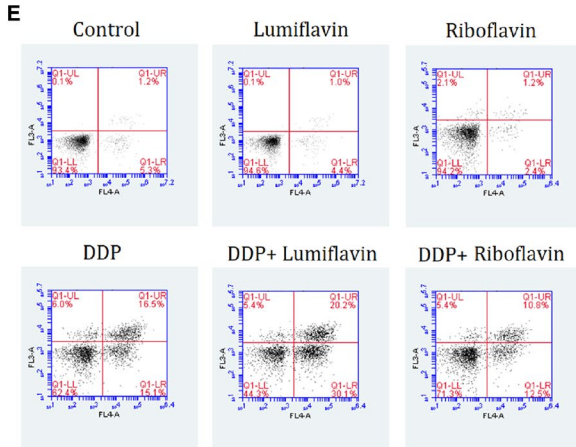 E
Control
Lumiflavin
Riboflavin
Q1-UL
0.1%
Q1-UR
1.2%
Q1-LL
93.4%
Q1-LR
5.3%
FL3-A
FL4-A
Q1-UL
0.1%
Q1-UR
1.0%
Q1-LL
94.6%
Q1-LR
4.4%
FL3-A
FL4-A
Q1-UL
2.1%
Q1-UR
1.2%
Q1-LL
94.2%
Q1-LR
2.4%
FL3-A
FL4-A
DDP
DDP+ Lumiflavin
DDP+ Riboflavin
Q1-UL
6.0%
Q1-UR
16.5%
Q1-LL
62.4%
Q1-LR
15.1%
FL3-A
FL4-A
Q1-UL
5.4%
Q1-UR
20.2%
Q1-LL
44.3%
Q1-LR
30.1%
FL3-A
FL4-A
Q1-UL
5.4%
Q1-UR
10.8%
Q1-LL
71.3%
Q1-LR
12.5%
FL3-A
FL4-A